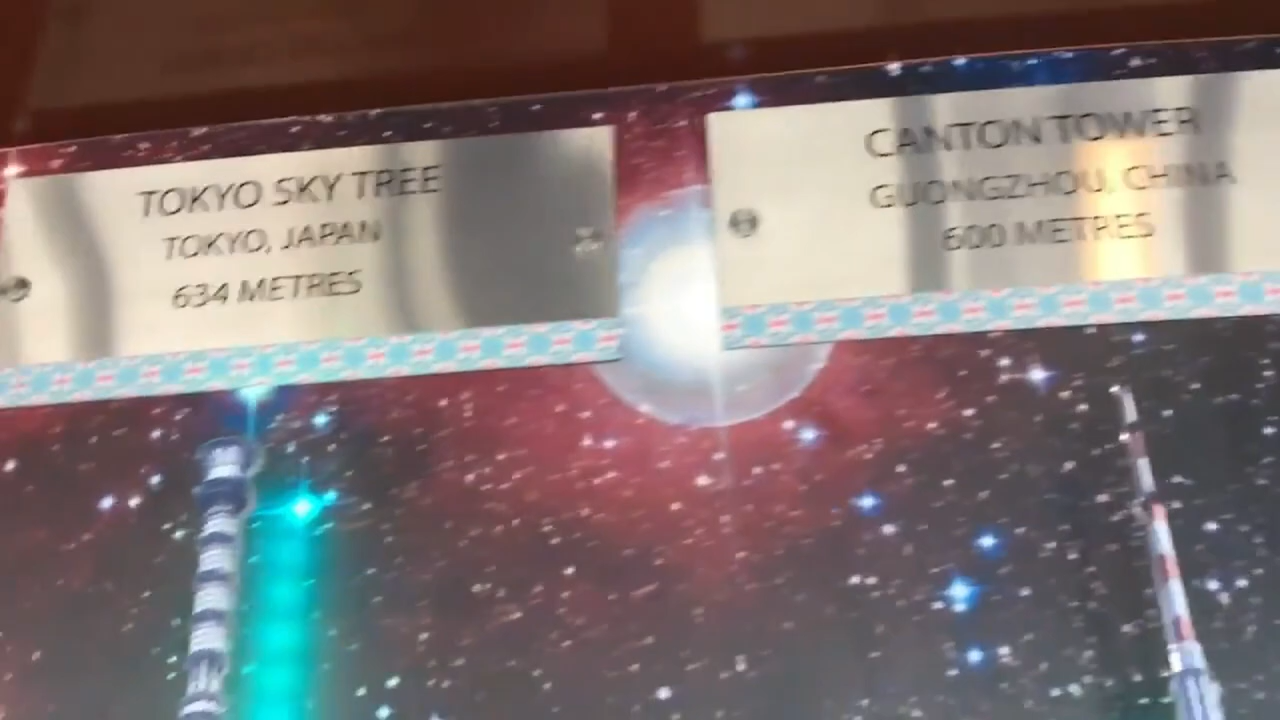 TOKYO SKY TREE
TOKYO, JAPAN
634 METRES
CANTON TOWER
GUONGZHOU, CHINA
600 METRES